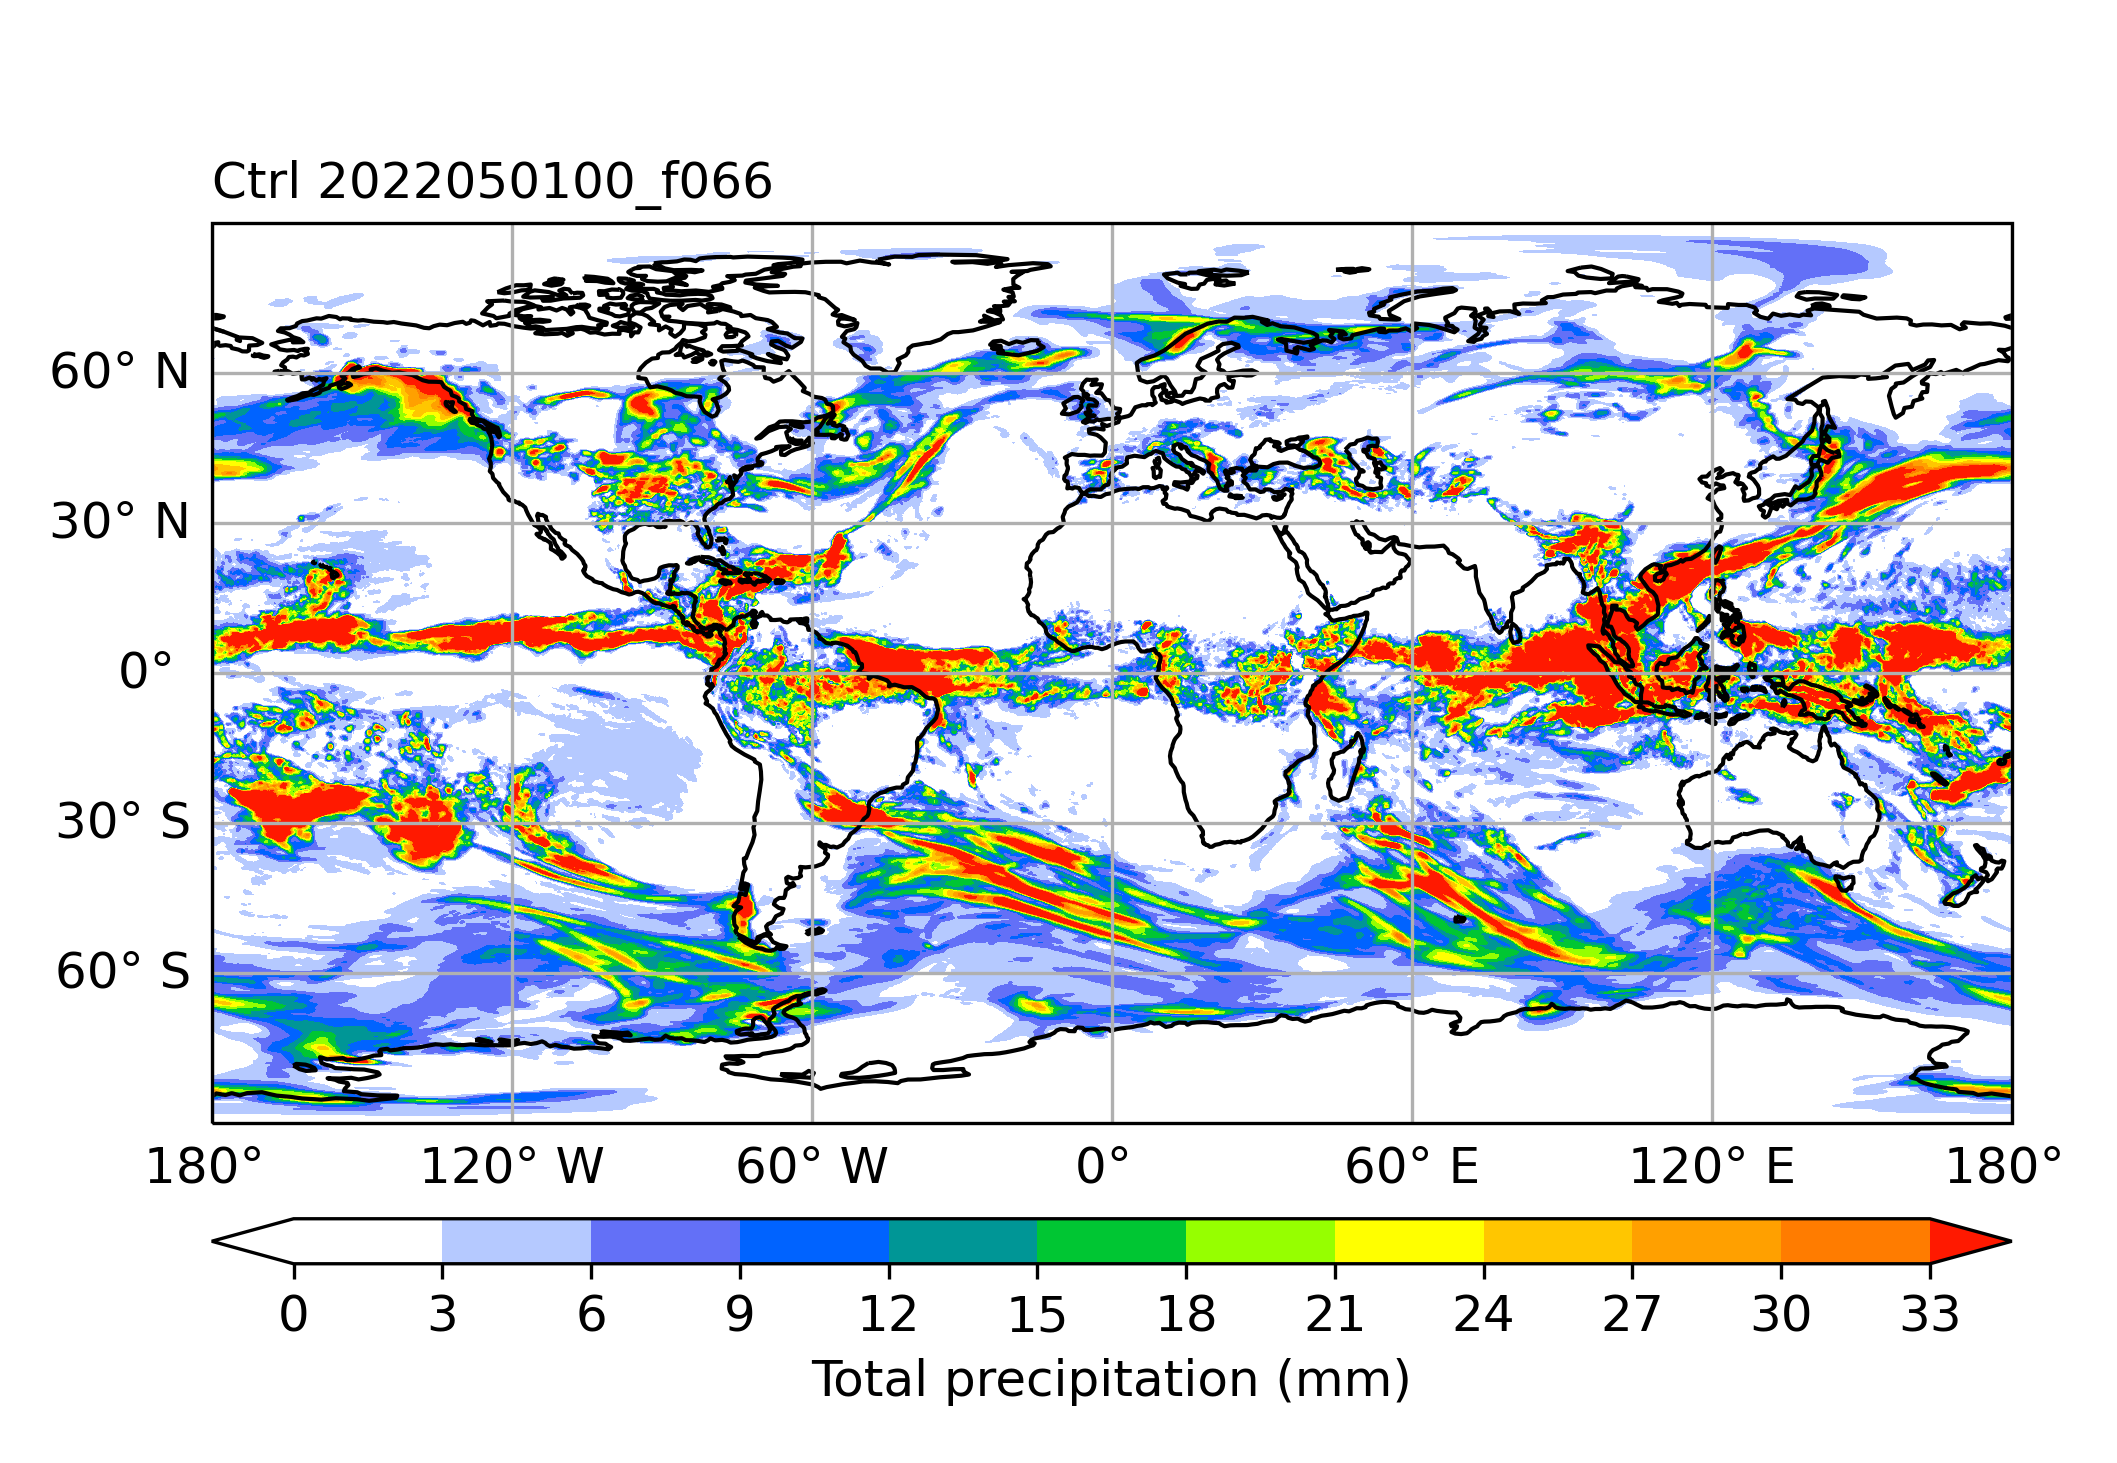 Ctrl 2022050100_f066
60° N
30° N
0°
30° S
60° S
180° 120° W 60° W 0° 60° E 120° E 180°
0 3 6 9 12 15 18 21 24 27 30 33
Total precipitation (mm)